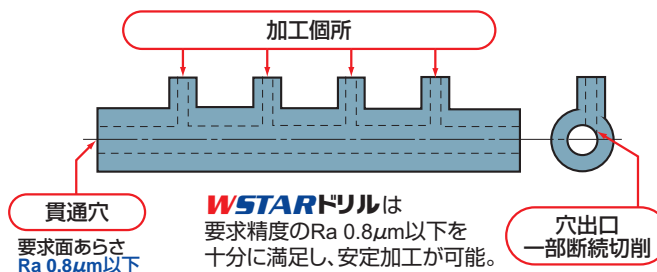 加工個所
貫通穴
要求面あらさ
Ra 0.8μm以下
WSTARドリルは
要求精度のRa 0.8μm以下を
十分に満足し、安定加工が可能。
穴出口
一部断続切削